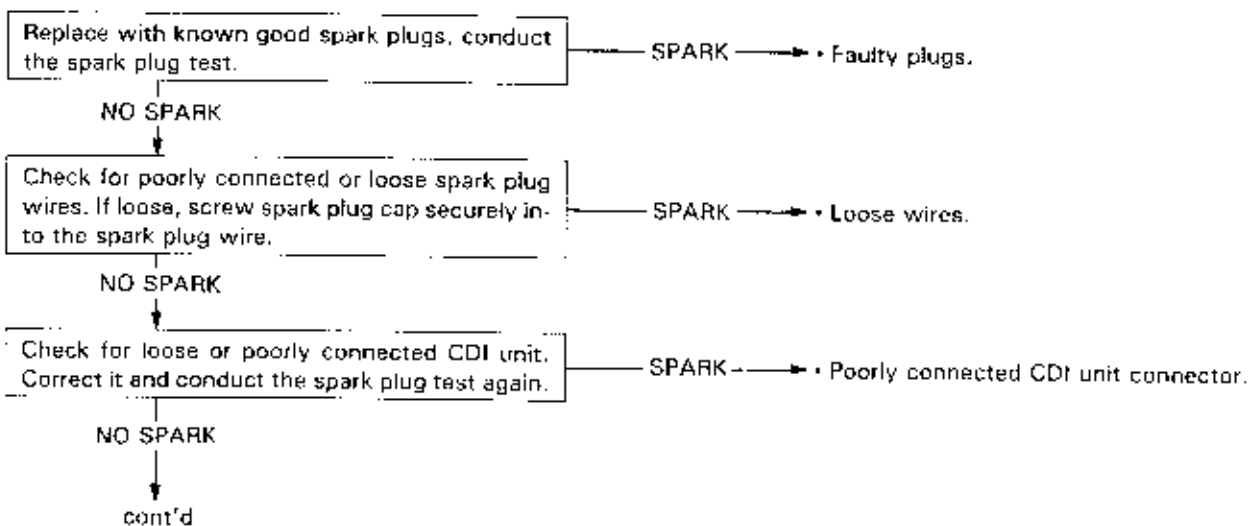 Replace with known good spark plugs, conduct
the spark plug test.
SPARK
• Faulty plugs.
NO SPARK
Check for poorly connected or loose spark plug
wires. If loose, screw spark plug cap securely in-
to the spark plug wire.
SPARK
• Loose wires.
NO SPARK
Check for loose or poorly connected CDI unit.
Correct it and conduct the spark plug test again.
SPARK
• Poorly connected CDI unit connector.
NO SPARK
cont'd